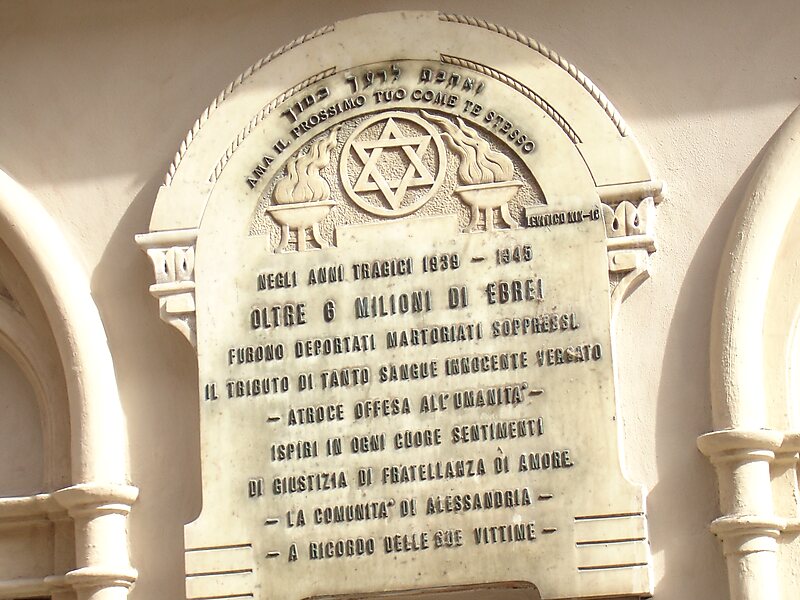 ואהבת לרעך כמוך
AMA IL PROSSIMO TUO COME TE STESSO
LEVITICO XIX-18
NEGLI ANNI TRAGICI 1939 — 1945
OLTRE 6 MILIONI DI EBREI
FURONO DEPORTATI MARTORIATI SOPPRESSI.
IL TRIBUTO DI TANTO SANGUE INNOCENTE VERSATO
— ATROCE OFFESA ALL'UMANITA' —
ISPIRI IN OGNI CUORE SENTIMENTI
DI GIUSTIZIA DI FRATELLANZA DI AMORE.
— LA COMUNITA' DI ALESSANDRIA —
— A RICORDO DELLE SUE VITTIME —